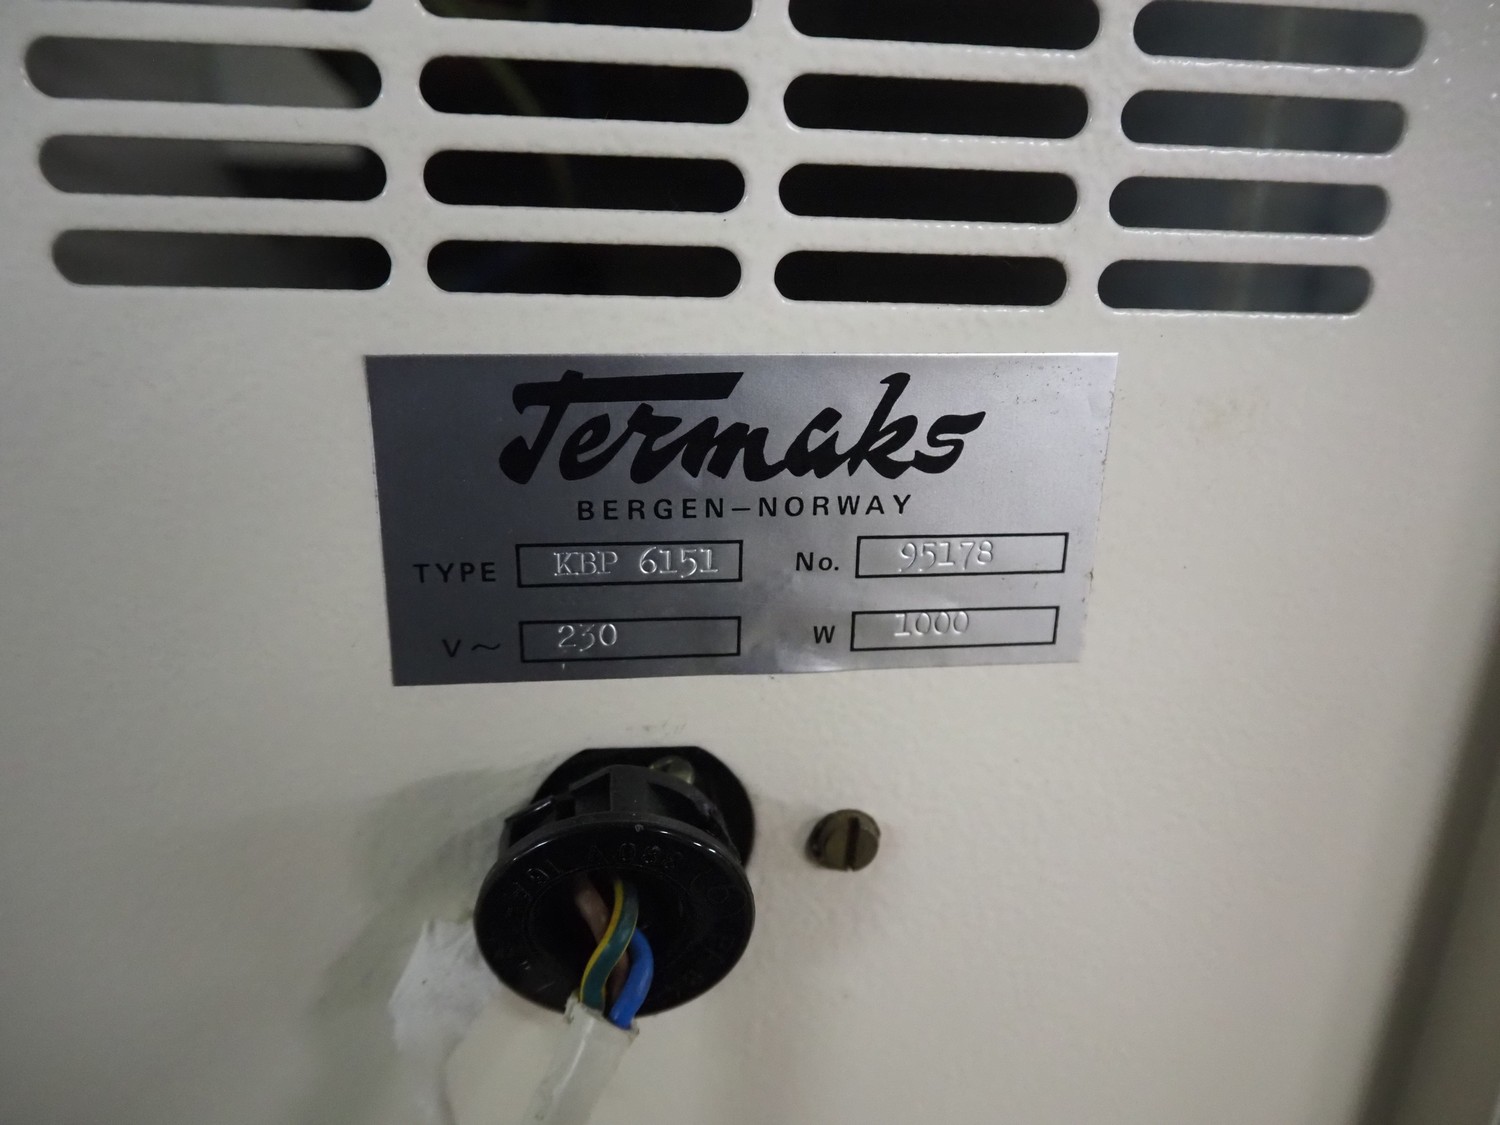 Termaks
BERGEN–NORWAY
TYPE KBP 6151 No. 95178
V~ 230 W 1000